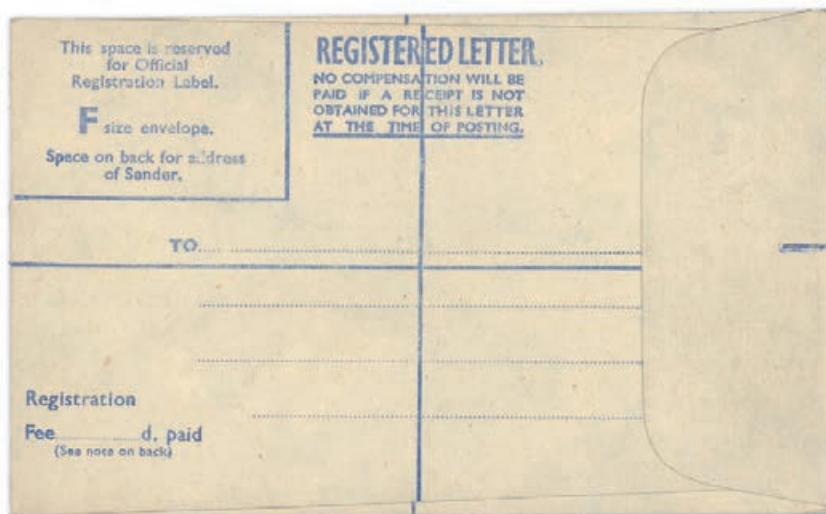 This space is reserved
for Official
Registration Label.
F size envelope.
Space on back for address
of Sender.
REGISTERED LETTER.
NO COMPENSATION WILL BE
PAID IF A RECEIPT IS NOT
OBTAINED FOR THIS LETTER
AT THE TIME OF POSTING.
TO
Registration
Fee..............d. paid
(See note on back)